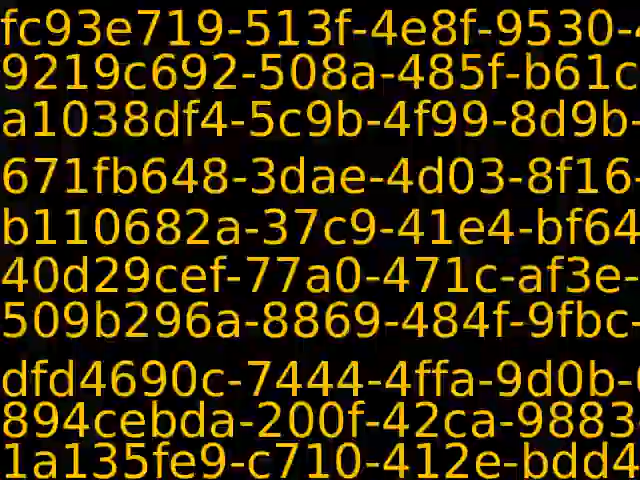 fc93e719-513f-4e8f-9530-4
9219c692-508a-485f-b61c
a1038df4-5c9b-4f99-8d9b-
671fb648-3dae-4d03-8f16-
b110682a-37c9-41e4-bf64
40d29cef-77a0-471c-af3e-
509b296a-8869-484f-9fbc-
dfd4690c-7444-4ffa-9d0b-
894cebda-200f-42ca-9883-
1a135fe9-c710-412e-bdd4